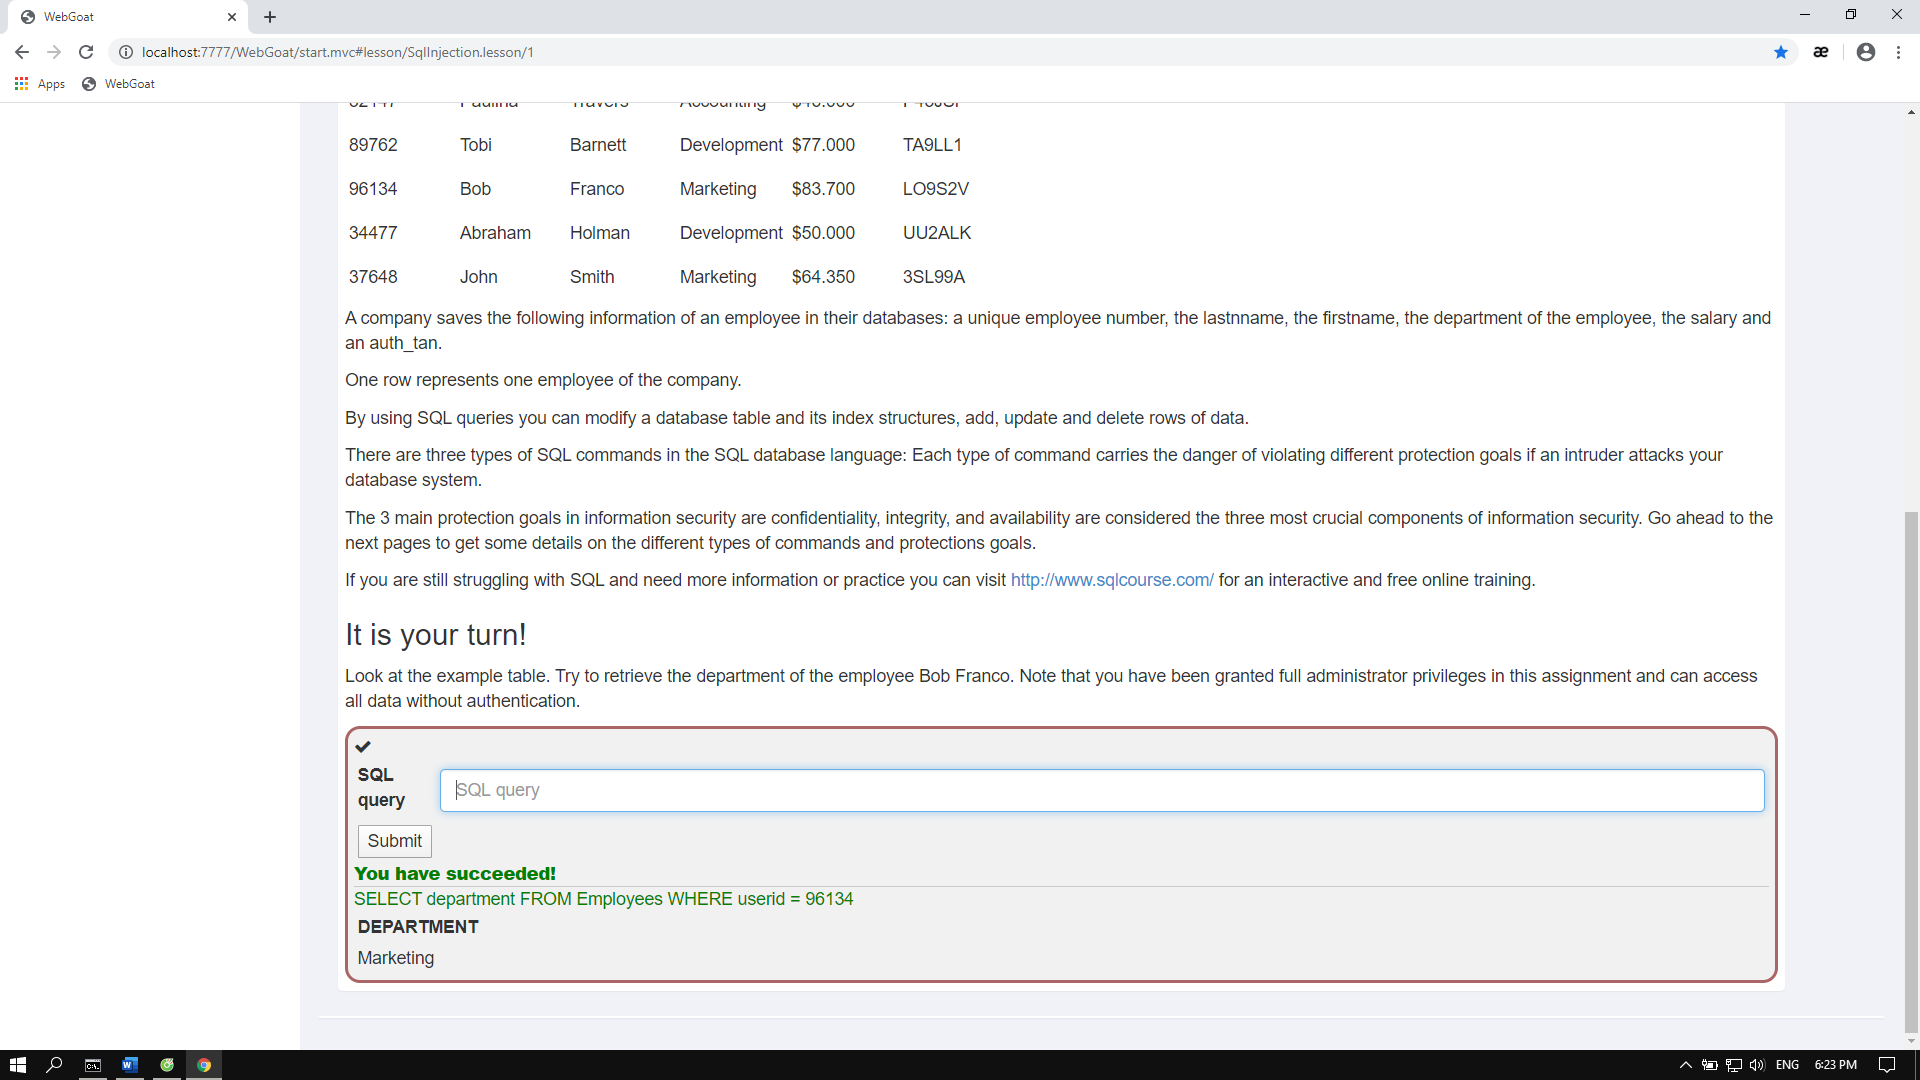 WebGoat
localhost:7777/WebGoat/start.mvc#lesson/SqlInjection.lesson/1
æ
Apps WebGoat
Travers Accounting
89762 Tobi Barnett Development $77.000 TA9LL1
96134 Bob Franco Marketing $83.700 LO9S2V
34477 Abraham Holman Development $50.000 UU2ALK
37648 John Smith Marketing $64.350 3SL99A
A company saves the following information of an employee in their databases: a unique employee number, the lastnname, the firstname, the department of the employee, the salary and
an auth_tan.
One row represents one employee of the company.
By using SQL queries you can modify a database table and its index structures, add, update and delete rows of data.
There are three types of SQL commands in the SQL database language: Each type of command carries the danger of violating different protection goals if an intruder attacks your
database system.
The 3 main protection goals in information security are confidentiality, integrity, and availability are considered the three most crucial components of information security. Go ahead to the
next pages to get some details on the different types of commands and protections goals.
If you are still struggling with SQL and need more information or practice you can visit http://www.sqlcourse.com/ for an interactive and free online training.
It is your turn!
Look at the example table. Try to retrieve the department of the employee Bob Franco. Note that you have been granted full administrator privileges in this assignment and can access
all data without authentication.
SQL
query
SQL query
Submit
You have succeeded!
SELECT department FROM Employees WHERE userid = 96134
DEPARTMENT
Marketing
ENG 6:23 PM